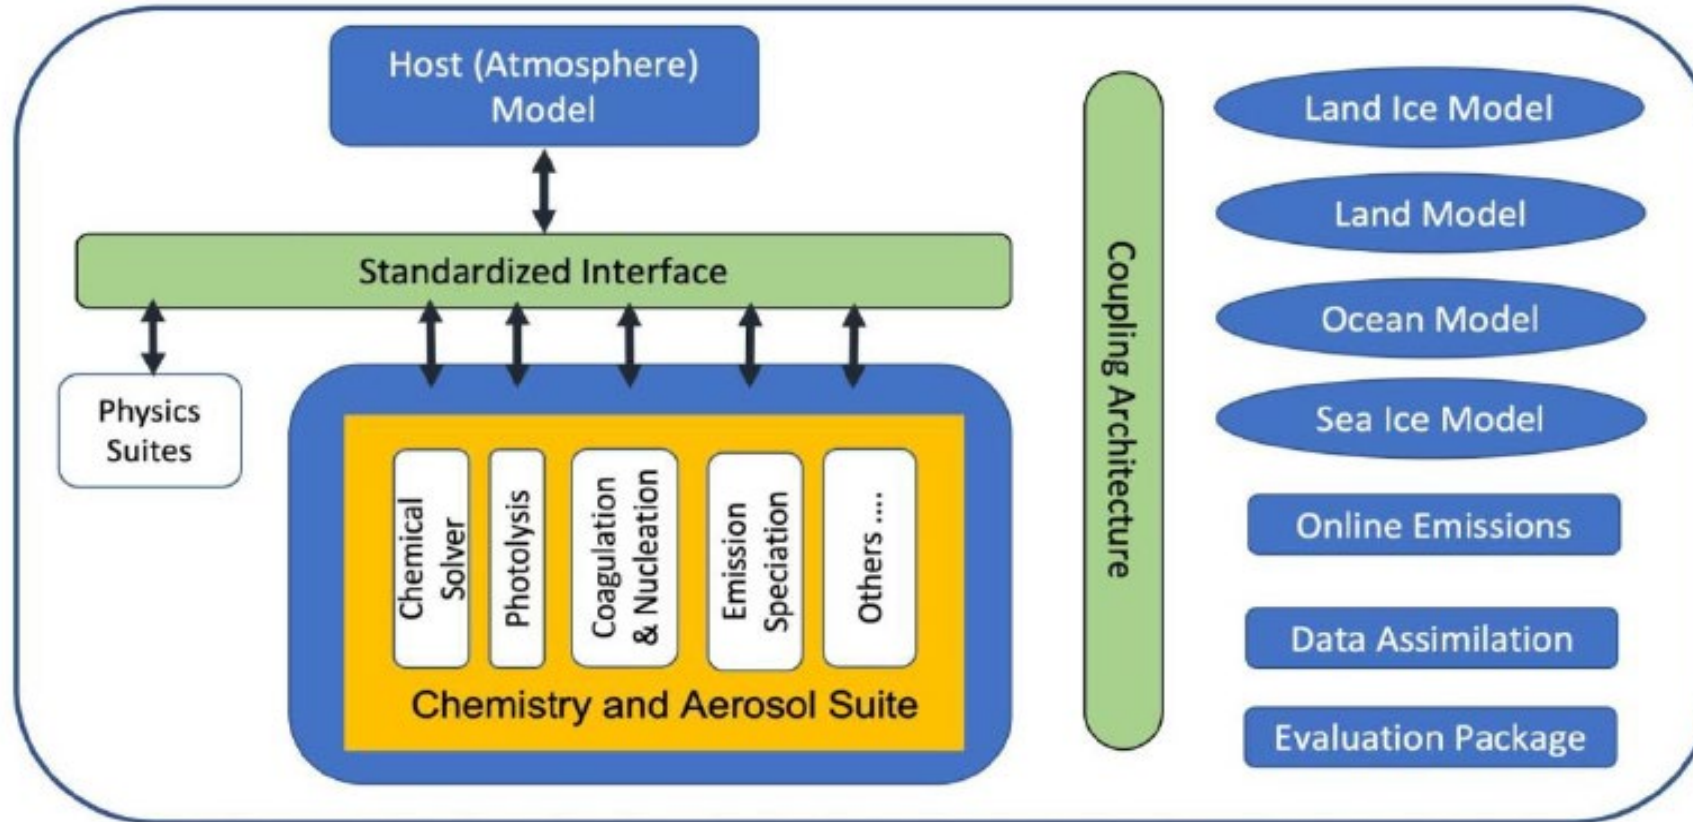 Host (Atmosphere)
Model
Standardized Interface
Physics
Suites
Chemical
Solver
Photolysis
Coagulation
& Nucleation
Emission
Speciation
Others ....
Chemistry and Aerosol Suite
Coupling Architecture
Land Ice Model
Land Model
Ocean Model
Sea Ice Model
Online Emissions
Data Assimilation
Evaluation Package